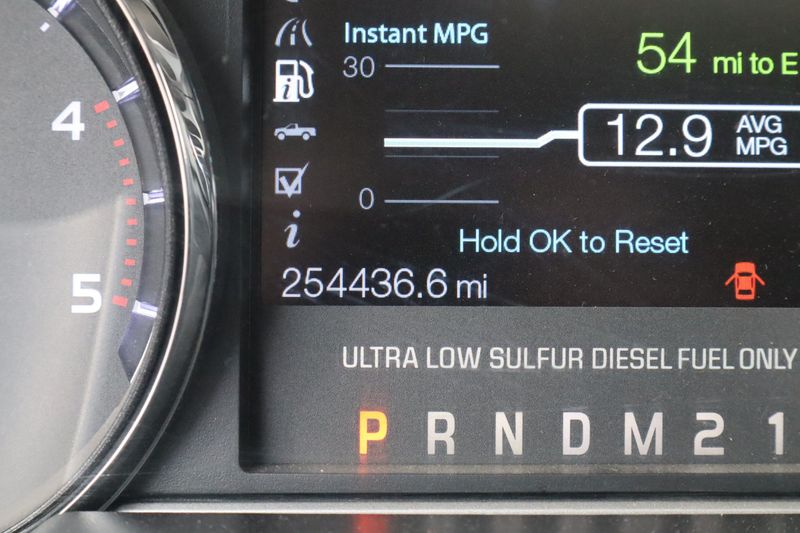 Instant MPG
54 mi to E
30
4
12.9 AVG MPG
0
Hold OK to Reset
i
5
254436.6 mi
ULTRA LOW SULFUR DIESEL FUEL ONLY
P R N D M 2 1